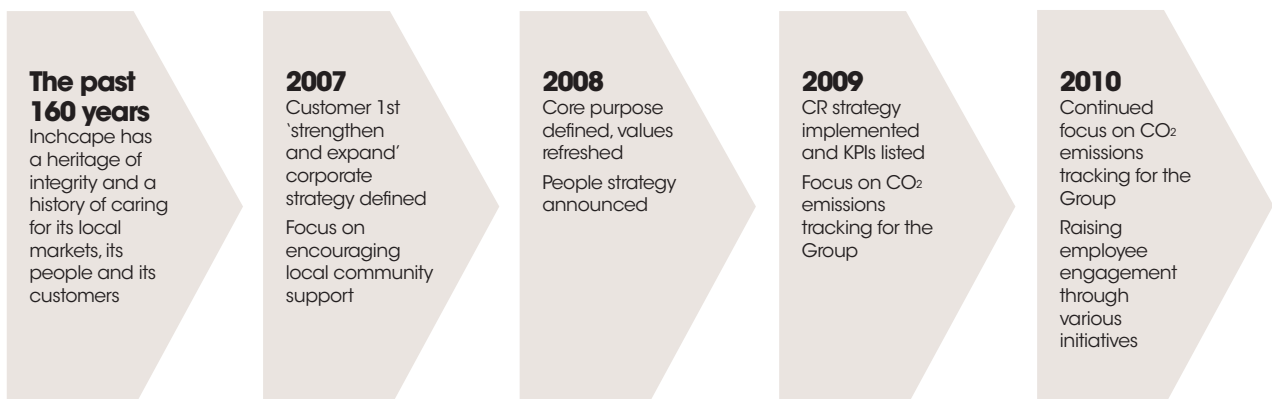 The past
160 years
Inchcape has
a heritage of
integrity and a
history of caring
for its local
markets, its
people and its
customers
2007
Customer 1st
‘strengthen
and expand’
corporate
strategy defined
Focus on
encouraging
local community
support
2008
Core purpose
defined, values
refreshed
People strategy
announced
2009
CR strategy
implemented
and KPIs listed
Focus on CO₂
emissions
tracking for the
Group
2010
Continued
focus on CO₂
emissions
tracking for the
Group
Raising
employee
engagement
through
various
initiatives